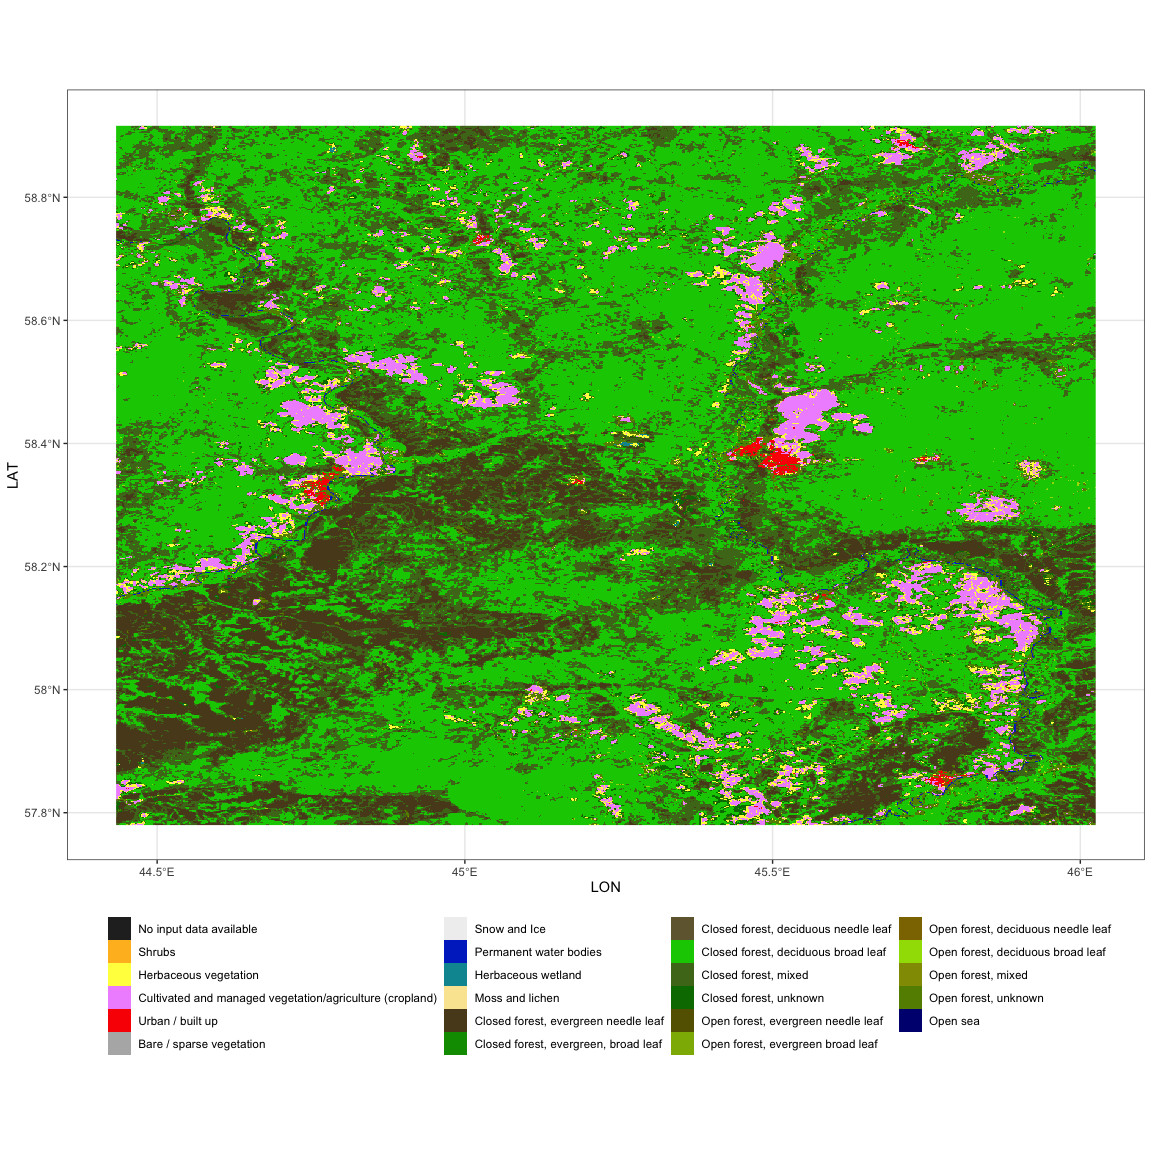 58.8°N
58.6°N
58.4°N
58.2°N
58°N
57.8°N
LAT
44.5°E 45°E 45.5°E 46°E
LON
No input data available
Shrubs
Herbaceous vegetation
Cultivated and managed vegetation/agriculture (cropland)
Urban / built up
Bare / sparse vegetation
Snow and Ice
Permanent water bodies
Herbaceous wetland
Moss and lichen
Closed forest, evergreen needle leaf
Closed forest, evergreen, broad leaf
Closed forest, deciduous needle leaf
Closed forest, deciduous broad leaf
Closed forest, mixed
Closed forest, unknown
Open forest, evergreen needle leaf
Open forest, evergreen broad leaf
Open forest, deciduous needle leaf
Open forest, deciduous broad leaf
Open forest, mixed
Open forest, unknown
Open sea